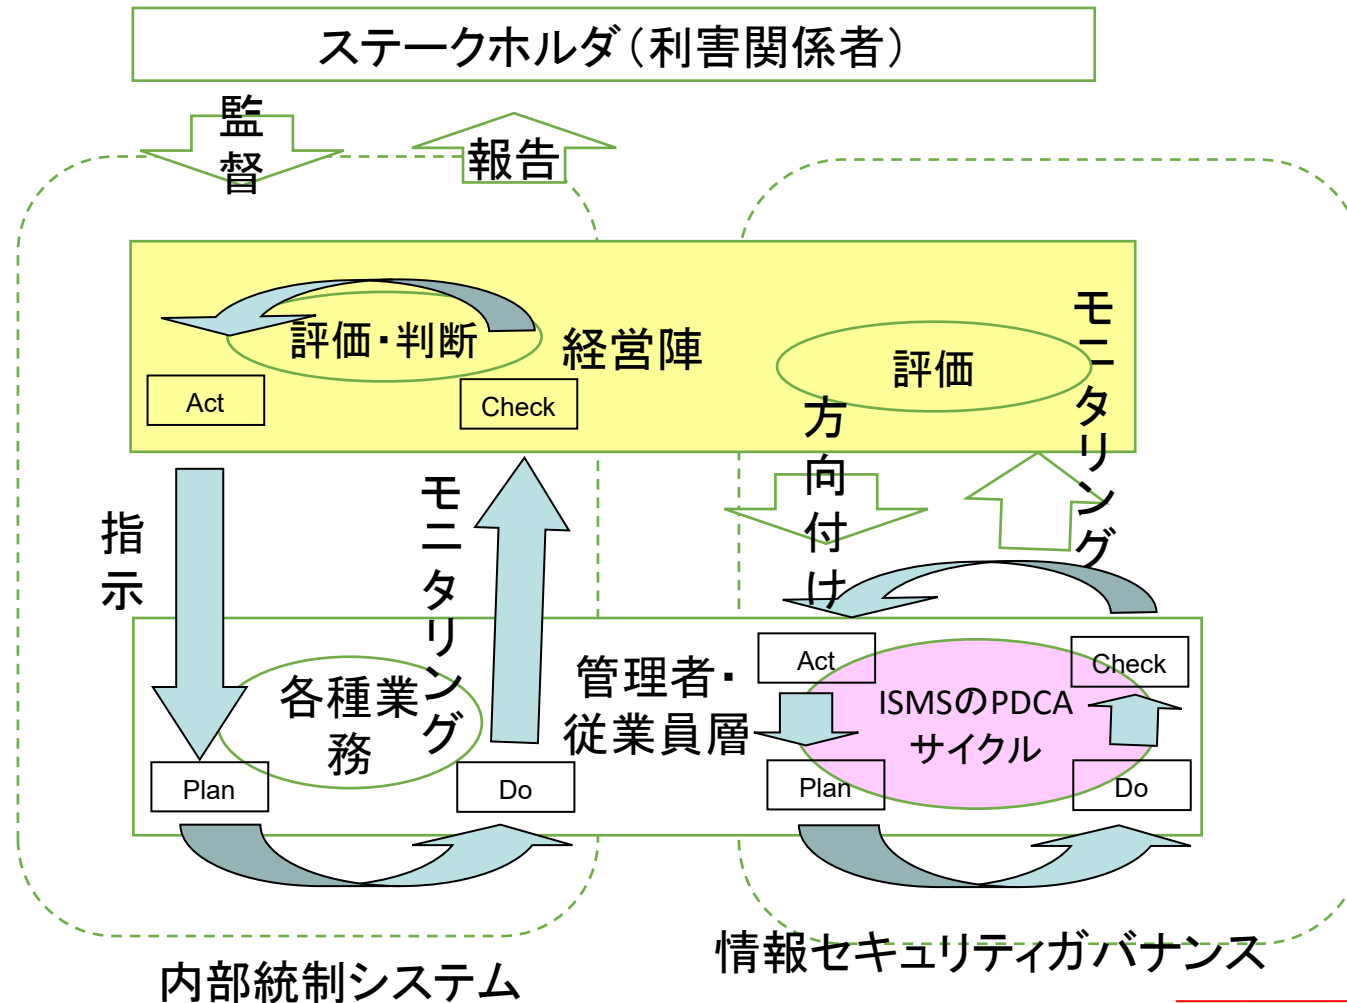 ステークホルダ（利害関係者）
監督
報告
評価・判断
経営陣
評価
モニタリング
Act
Check
方向付け
指示
モニタリング
管理者・
従業員層
各種業
務
Act
Check
ISMSのPDCA
サイクル
Plan
Do
Plan
Do
内部統制システム
情報セキュリティガバナンス